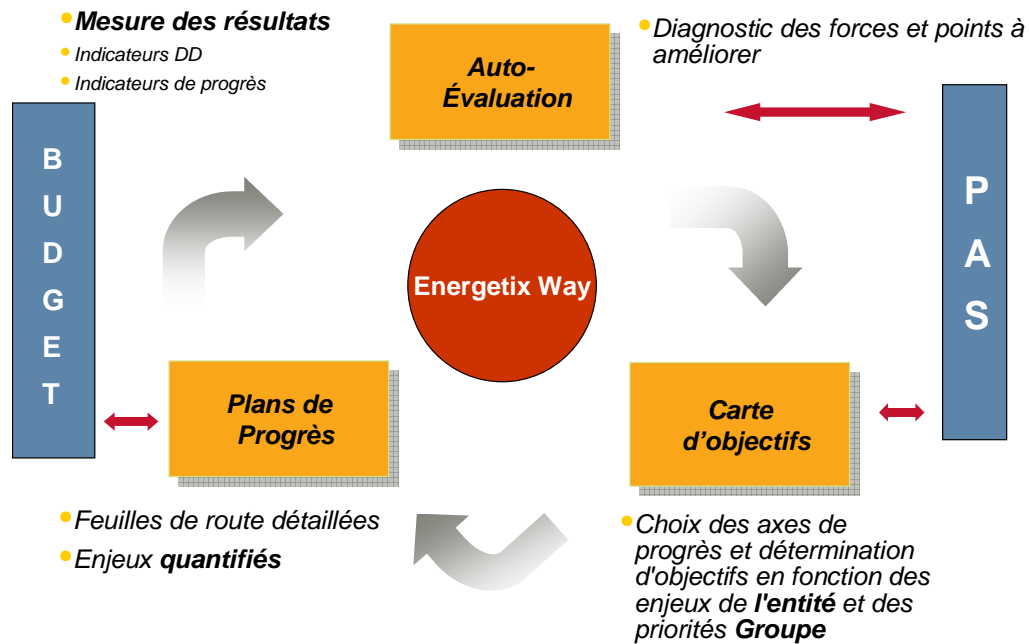 • Mesure des résultats
• Indicateurs DD
• Indicateurs de progrès
Auto-
Évaluation
• Diagnostic des forces et points à
améliorer
B
U
D
G
E
T
P
A
S
Energetix Way
Plans de
Progrès
Carte
d'objectifs
• Feuilles de route détaillées
• Enjeux quantifiés
• Choix des axes de
progrès et détermination
d'objectifs en fonction des
enjeux de l'entité et des
priorités Groupe